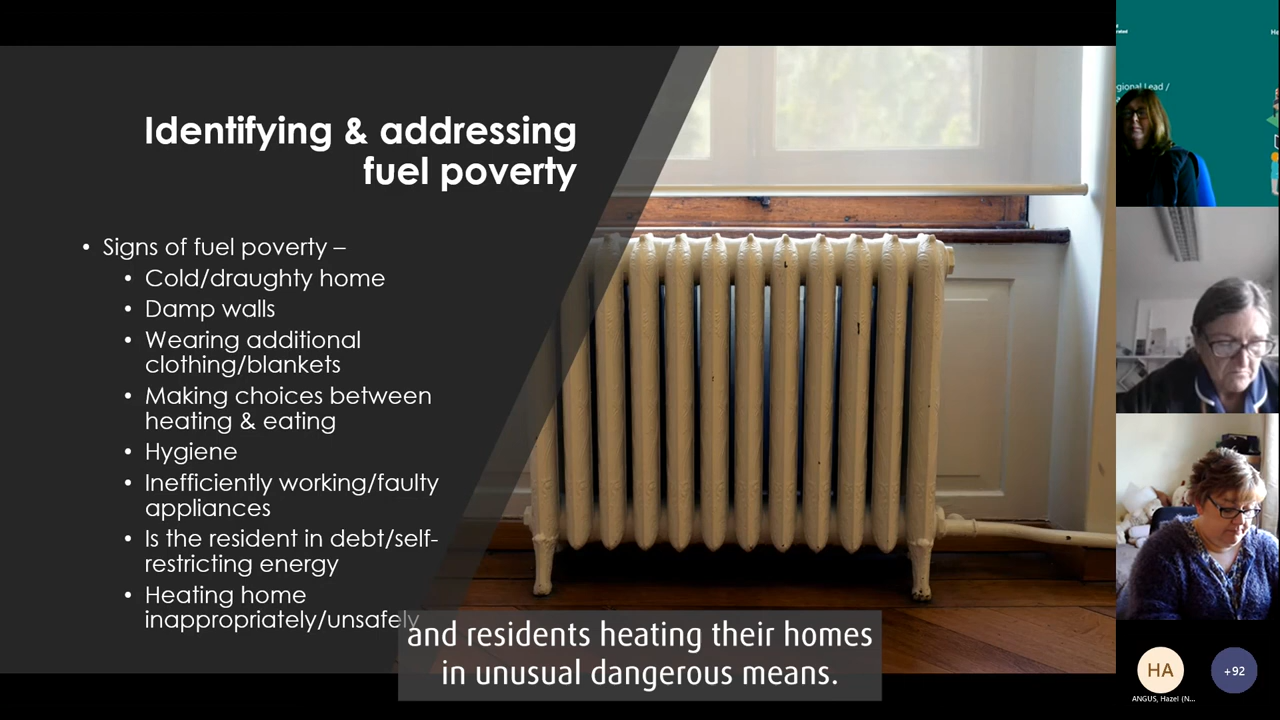 Identifying & addressing
fuel poverty
• Signs of fuel poverty –
• Cold/draughty home
• Damp walls
• Wearing additional
clothing/blankets
• Making choices between
heating & eating
• Hygiene
• Inefficiently working/faulty
appliances
• Is the resident in debt/self-
restricting energy
• Heating home
inappropriately/unsafely
and residents heating their homes
in unusual dangerous means.
gional Lead /
HA
+92
ANGUS, Hazel (N...